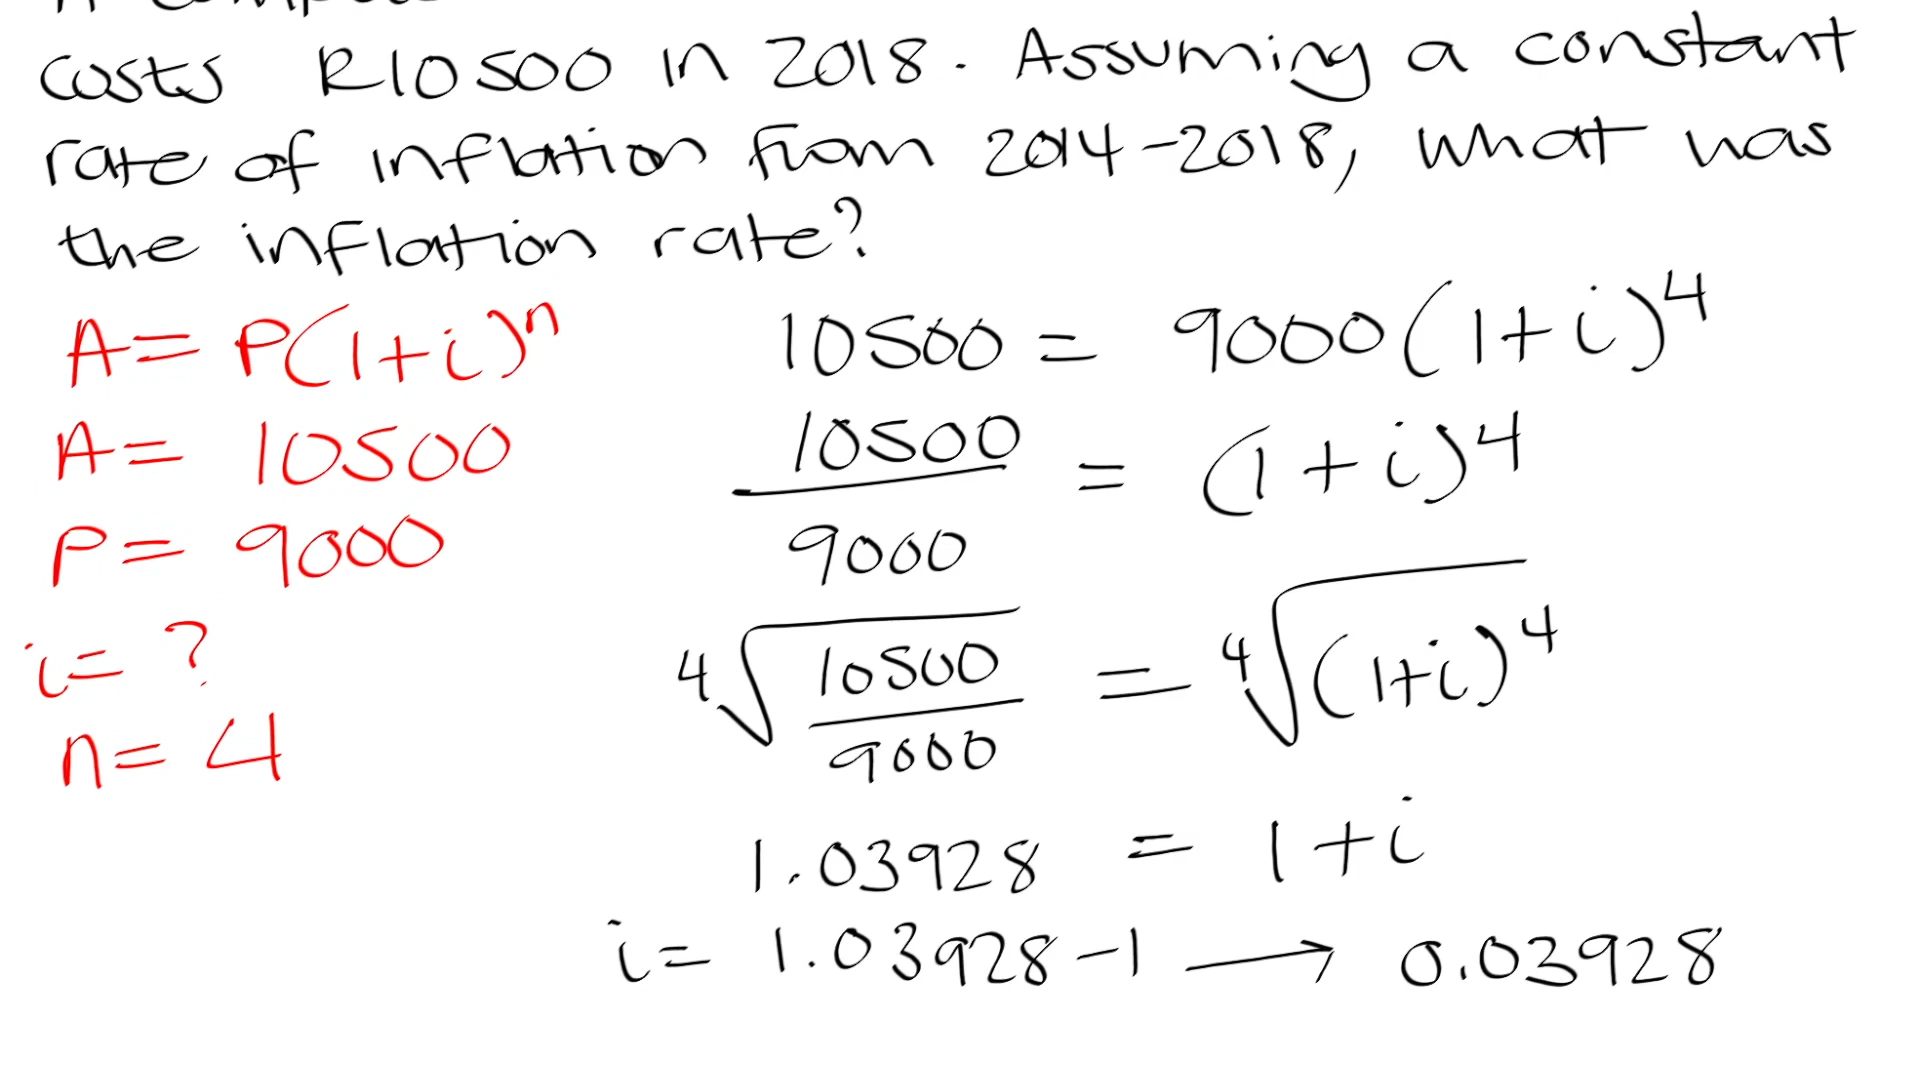 costs R10500 in 2018. Assuming a constant
rate of inflation from 2014-2018, what was
the inflation rate?
A = P(1+i)^n
A = 10500
P = 9000
i = ?
n = 4
10500 = 9000(1+i)^4
10500/9000 = (1+i)^4
⁴√(10500/9000) = ⁴√((1+i)^4)
1.03928 = 1+i
i = 1.03928-1 → 0.03928